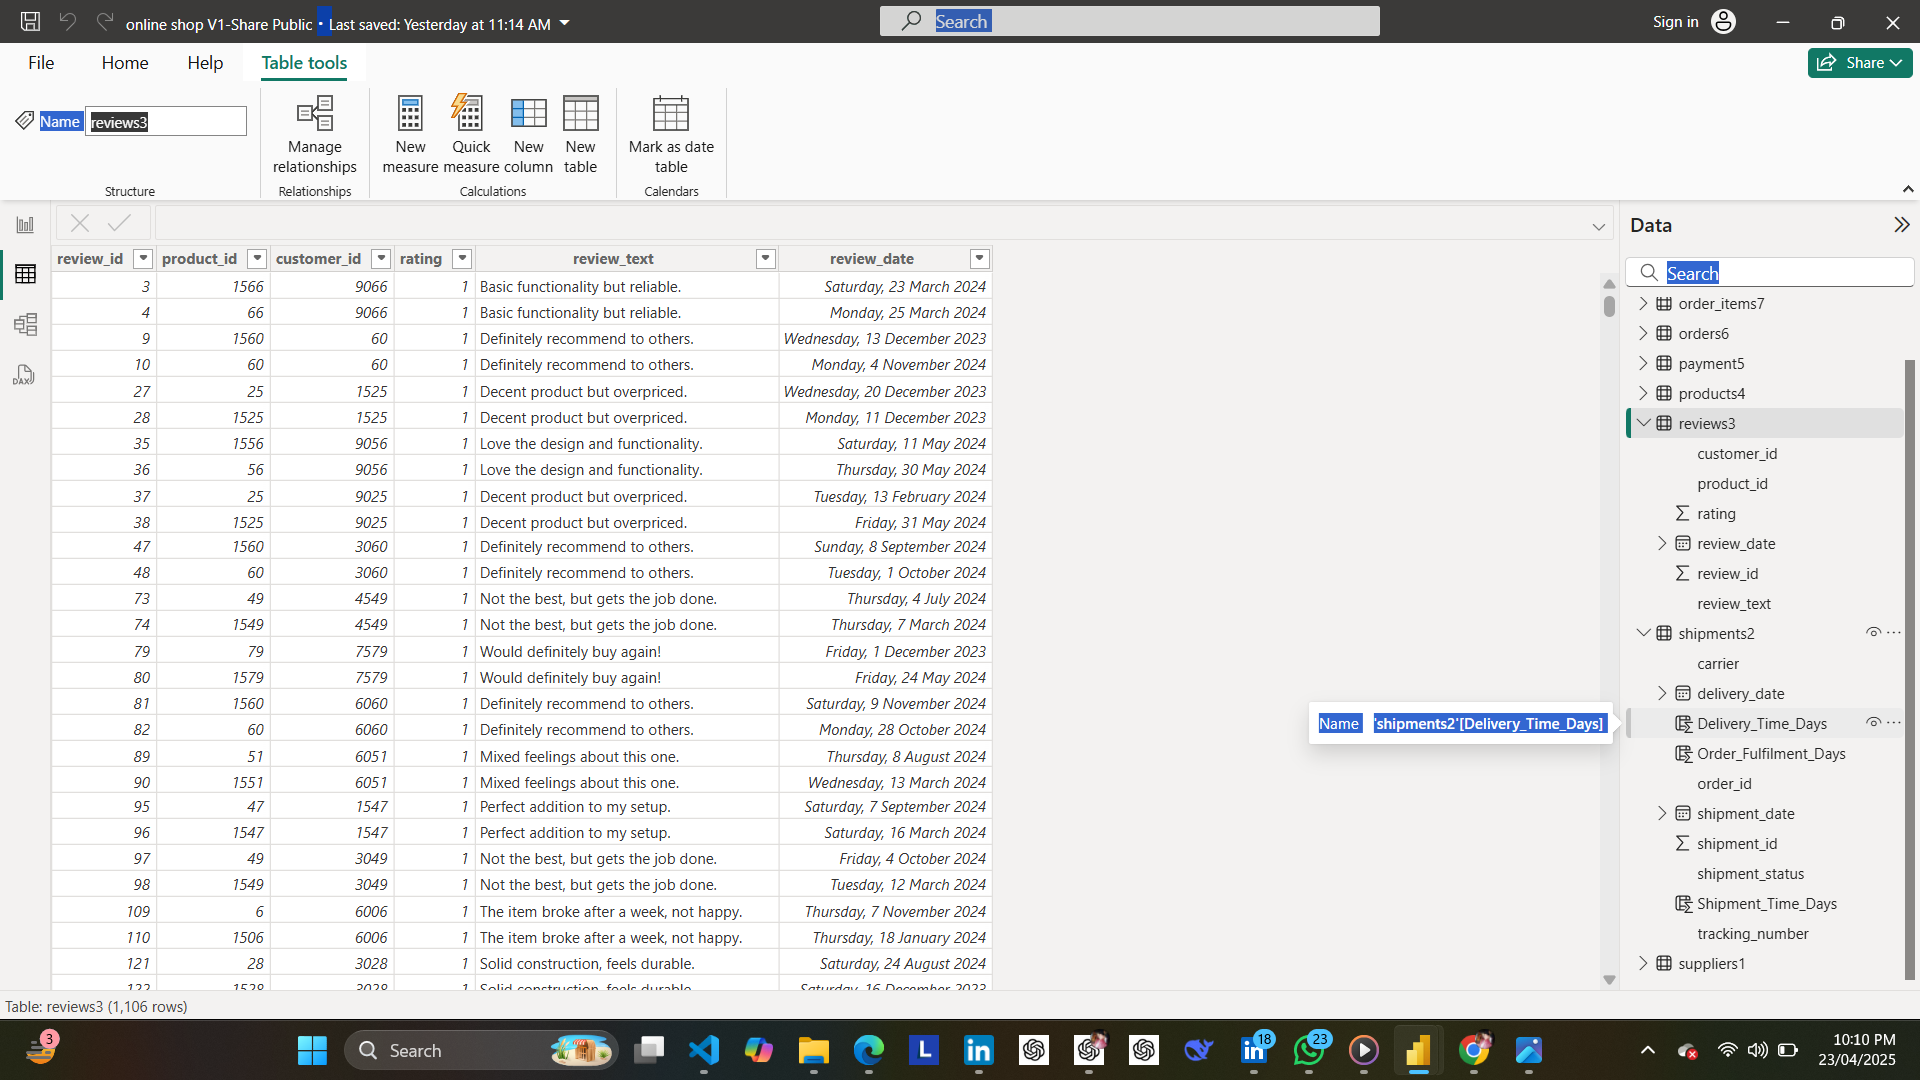 online shop V1-Share Public • Last saved: Yesterday at 11:14 AM
Search
Sign in
File
Home
Help
Table tools
Share
Name
reviews3
Manage relationships
New measure
Quick measure
New column
New table
Mark as date table
Structure
Relationships
Calculations
Calendars
DAX
review_id product_id customer_id rating review_text review_date
3 1566 9066 1 Basic functionality but reliable. Saturday, 23 March 2024
4 66 9066 1 Basic functionality but reliable. Monday, 25 March 2024
9 1560 60 1 Definitely recommend to others. Wednesday, 13 December 2023
10 60 60 1 Definitely recommend to others. Monday, 4 November 2024
27 25 1525 1 Decent product but overpriced. Wednesday, 20 December 2023
28 1525 1525 1 Decent product but overpriced. Monday, 11 December 2023
35 1556 9056 1 Love the design and functionality. Saturday, 11 May 2024
36 56 9056 1 Love the design and functionality. Thursday, 30 May 2024
37 25 9025 1 Decent product but overpriced. Tuesday, 13 February 2024
38 1525 9025 1 Decent product but overpriced. Friday, 31 May 2024
47 1560 3060 1 Definitely recommend to others. Sunday, 8 September 2024
48 60 3060 1 Definitely recommend to others. Tuesday, 1 October 2024
73 49 4549 1 Not the best, but gets the job done. Thursday, 4 July 2024
74 1549 4549 1 Not the best, but gets the job done. Thursday, 7 March 2024
79 79 7579 1 Would definitely buy again! Friday, 1 December 2023
80 1579 7579 1 Would definitely buy again! Friday, 24 May 2024
81 1560 6060 1 Definitely recommend to others. Saturday, 9 November 2024
82 60 6060 1 Definitely recommend to others. Monday, 28 October 2024
89 51 6051 1 Mixed feelings about this one. Thursday, 8 August 2024
90 1551 6051 1 Mixed feelings about this one. Wednesday, 13 March 2024
95 47 1547 1 Perfect addition to my setup. Saturday, 7 September 2024
96 1547 1547 1 Perfect addition to my setup. Saturday, 16 March 2024
97 49 3049 1 Not the best, but gets the job done. Friday, 4 October 2024
98 1549 3049 1 Not the best, but gets the job done. Tuesday, 12 March 2024
109 6 6006 1 The item broke after a week, not happy. Thursday, 7 November 2024
110 1506 6006 1 The item broke after a week, not happy. Thursday, 18 January 2024
121 28 3028 1 Solid construction, feels durable. Saturday, 24 August 2024
122 1528 3028 1 Solid construction, feels durable. Saturday, 16 December 2023
Name 'shipments2'[Delivery_Time_Days]
Data
Search
order_items7
orders6
payment5
products4
reviews3
customer_id
product_id
rating
review_date
review_id
review_text
shipments2
carrier
delivery_date
Delivery_Time_Days
Order_Fulfilment_Days
order_id
shipment_date
shipment_id
shipment_status
Shipment_Time_Days
tracking_number
suppliers1
Table: reviews3 (1,106 rows)
3
Search
L
in
in
18
23
10:10 PM
23/04/2025